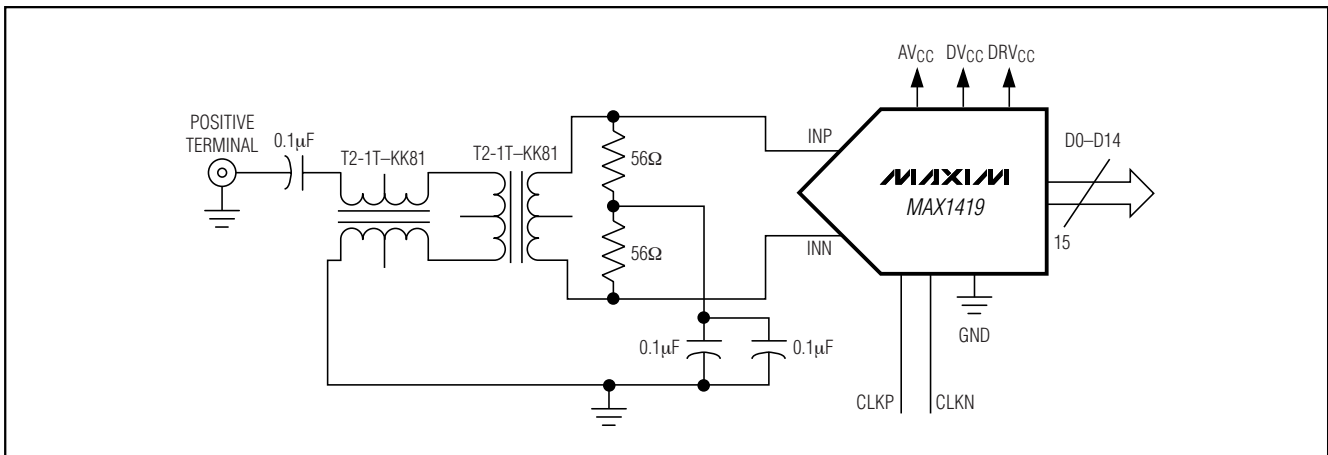 AVCC DVCC DRVCC
POSITIVE
TERMINAL
0.1μF
T2-1T–KK81
T2-1T–KK81
56Ω
56Ω
INP
INN
MAXIM
MAX1419
D0–D14
15
0.1μF
0.1μF
GND
CLKP
CLKN